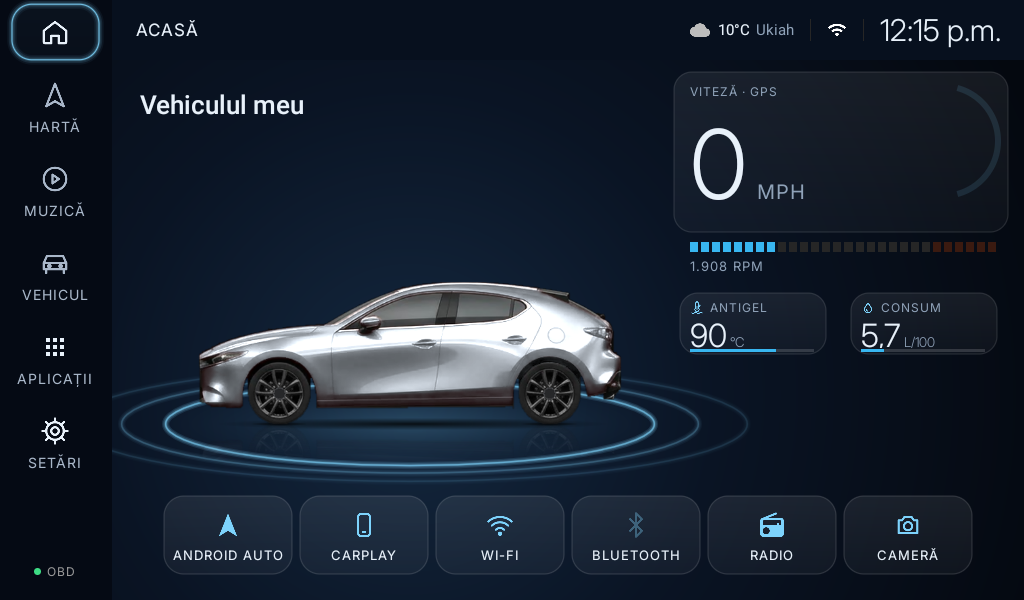 ACASĂ
10°C Ukiah
12:15 p.m.
HARTĂ
MUZICĂ
VEHICUL
APLICAȚII
SETĂRI
OBD
Vehiculul meu
VITEZĂ · GPS
0 MPH
1.908 RPM
ANTIGEL
90 °C
CONSUM
5,7 L/100
ANDROID AUTO
CARPLAY
WI-FI
BLUETOOTH
RADIO
CAMERĂ